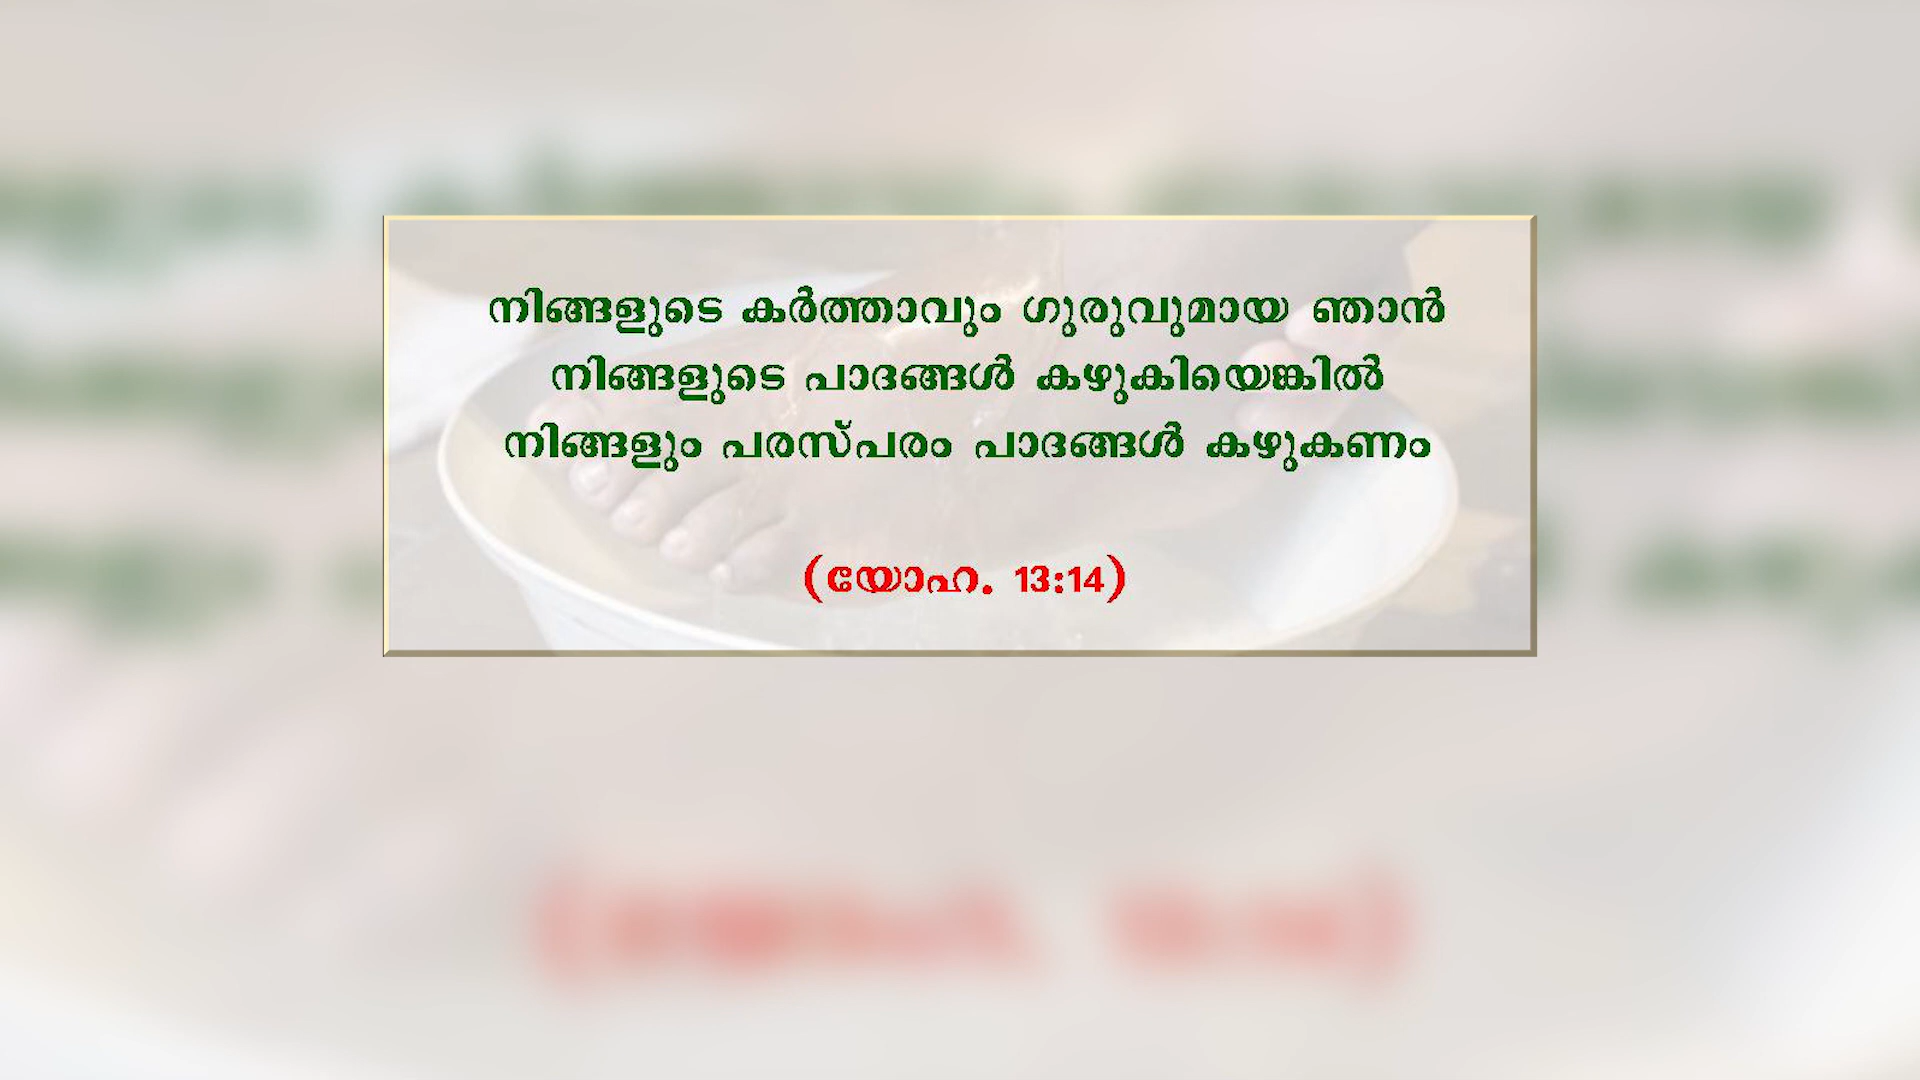 നിങ്ങളുടെ കർത്താവും ഗുരുവുമായ ഞാൻ
നിങ്ങളുടെ പാദങ്ങൾ കഴുകിയെങ്കിൽ
നിങ്ങളും പരസ്പരം പാദങ്ങൾ കഴുകണം
(യോഹ. 13:14)